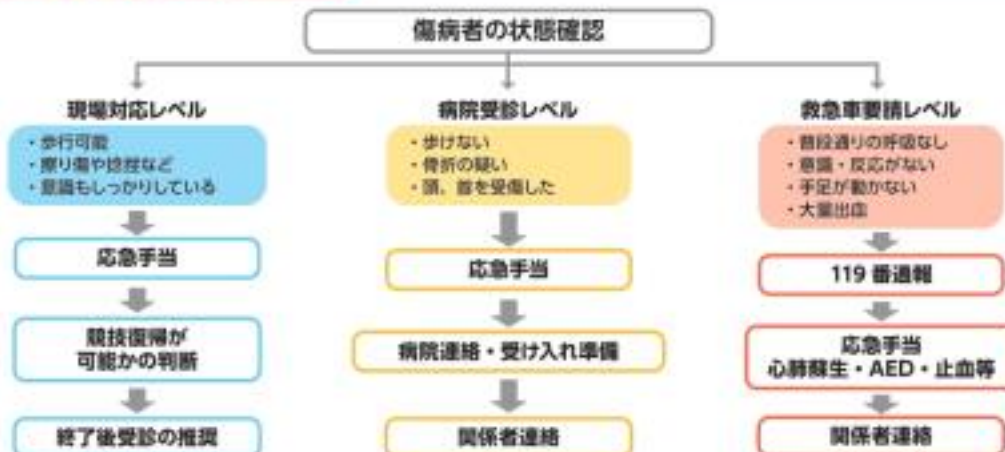 傷病者の状態確認
現場対応レベル
・歩行可能
・擦り傷や捻挫など
・意識もしっかりしている
応急手当
競技復帰が
可能かの判断
終了後受診の推奨
病院受診レベル
・歩けない
・骨折の疑い
・頭、首を受傷した
応急手当
病院連絡・受け入れ準備
関係者連絡
救急車要請レベル
・普段通りの呼吸なし
・意識・反応がない
・手足が動かない
・大量出血
119 番通報
応急手当
心肺蘇生・AED・止血等
関係者連絡